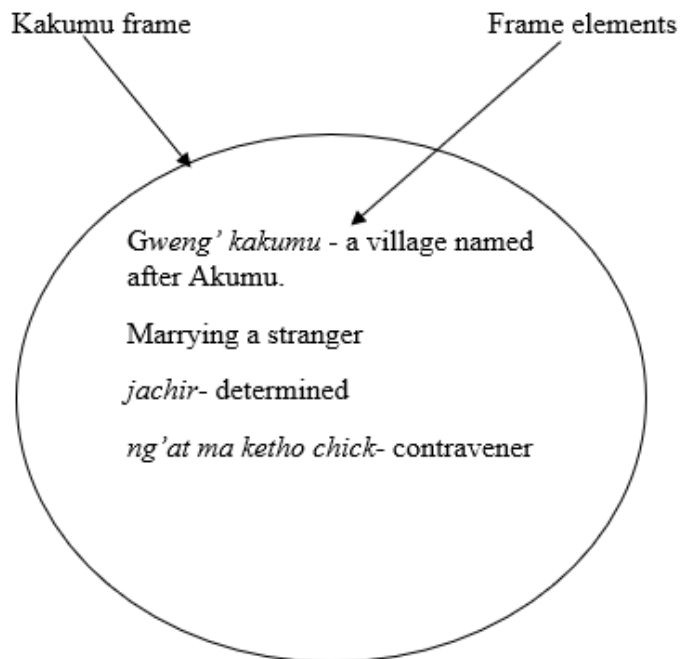 Kakumu frame
Frame elements
Gweng’ kakumu - a village named
after Akumu.
Marrying a stranger
jachir- determined
ng’at ma ketho chick- contravener